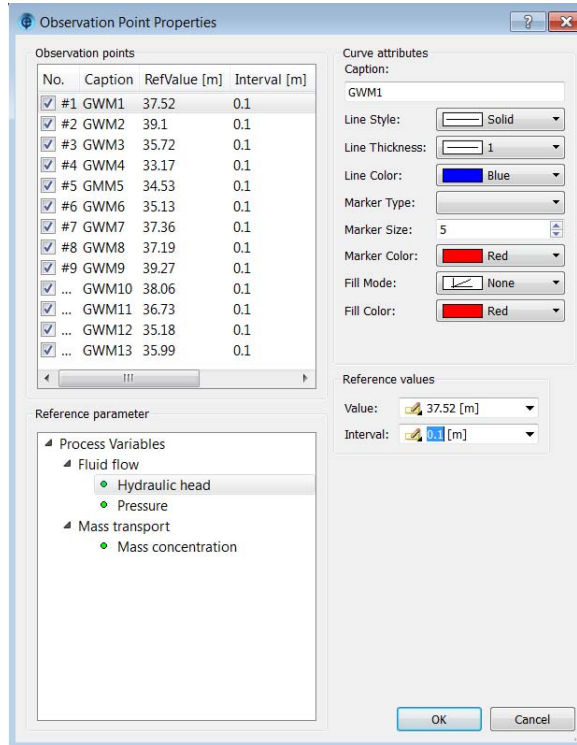 Observation Point Properties
Observation points
No. Caption RefValue [m] Interval [m]
#1 GWM1 37.52 0.1
#2 GWM2 39.1 0.1
#3 GWM3 35.72 0.1
#4 GWM4 33.17 0.1
#5 GMM5 34.53 0.1
#6 GWM6 35.13 0.1
#7 GWM7 37.36 0.1
#8 GWM8 37.19 0.1
#9 GWM9 39.27 0.1
... GWM10 38.06 0.1
... GWM11 36.73 0.1
... GWM12 35.18 0.1
... GWM13 35.99 0.1
Reference parameter
Process Variables
Fluid flow
Hydraulic head
Pressure
Mass transport
Mass concentration
Curve attributes
Caption:
GWM1
Line Style: Solid
Line Thickness: 1
Line Color: Blue
Marker Type:
Marker Size: 5
Marker Color: Red
Fill Mode: None
Fill Color: Red
Reference values
Value: 37.52 [m]
Interval: 0.1 [m]
OK Cancel